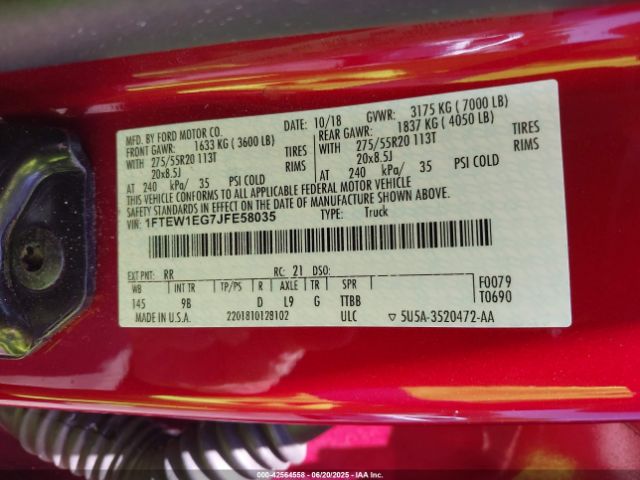 MFD. BY FORD MOTOR CO. DATE: 10/18 GVWR: 3175 KG ( 7000 LB)
FRONT GAWR: 1633 KG ( 3600 LB) REAR GAWR: 1837 KG ( 4050 LB)
WITH 275/55R20 113T TIRES WITH 275/55R20 113T TIRES
20x8.5J RIMS 20x8.5J RIMS
AT 240 kPa/ 35 PSI COLD AT 240 kPa/ 35 PSI COLD
THIS VEHICLE CONFORMS TO ALL APPLICABLE FEDERAL MOTOR VEHICLE
SAFETY STANDARDS IN EFFECT ON THE DATE OF MANUFACTURE SHOWN ABOVE.
VIN: 1FTEW1EG7JFE58035 TYPE: Truck
EXT PNT: RR RC: 21 DSO:
WB INT TR TP/PS R AXLE TR SPR F0079
145 9B D L9 G TTBB T0690
MADE IN U.S.A. 2201810128102 ULC ▽ 5U5A-3520472-AA
000-42564558 — 06/20/2025 — IAA Inc.